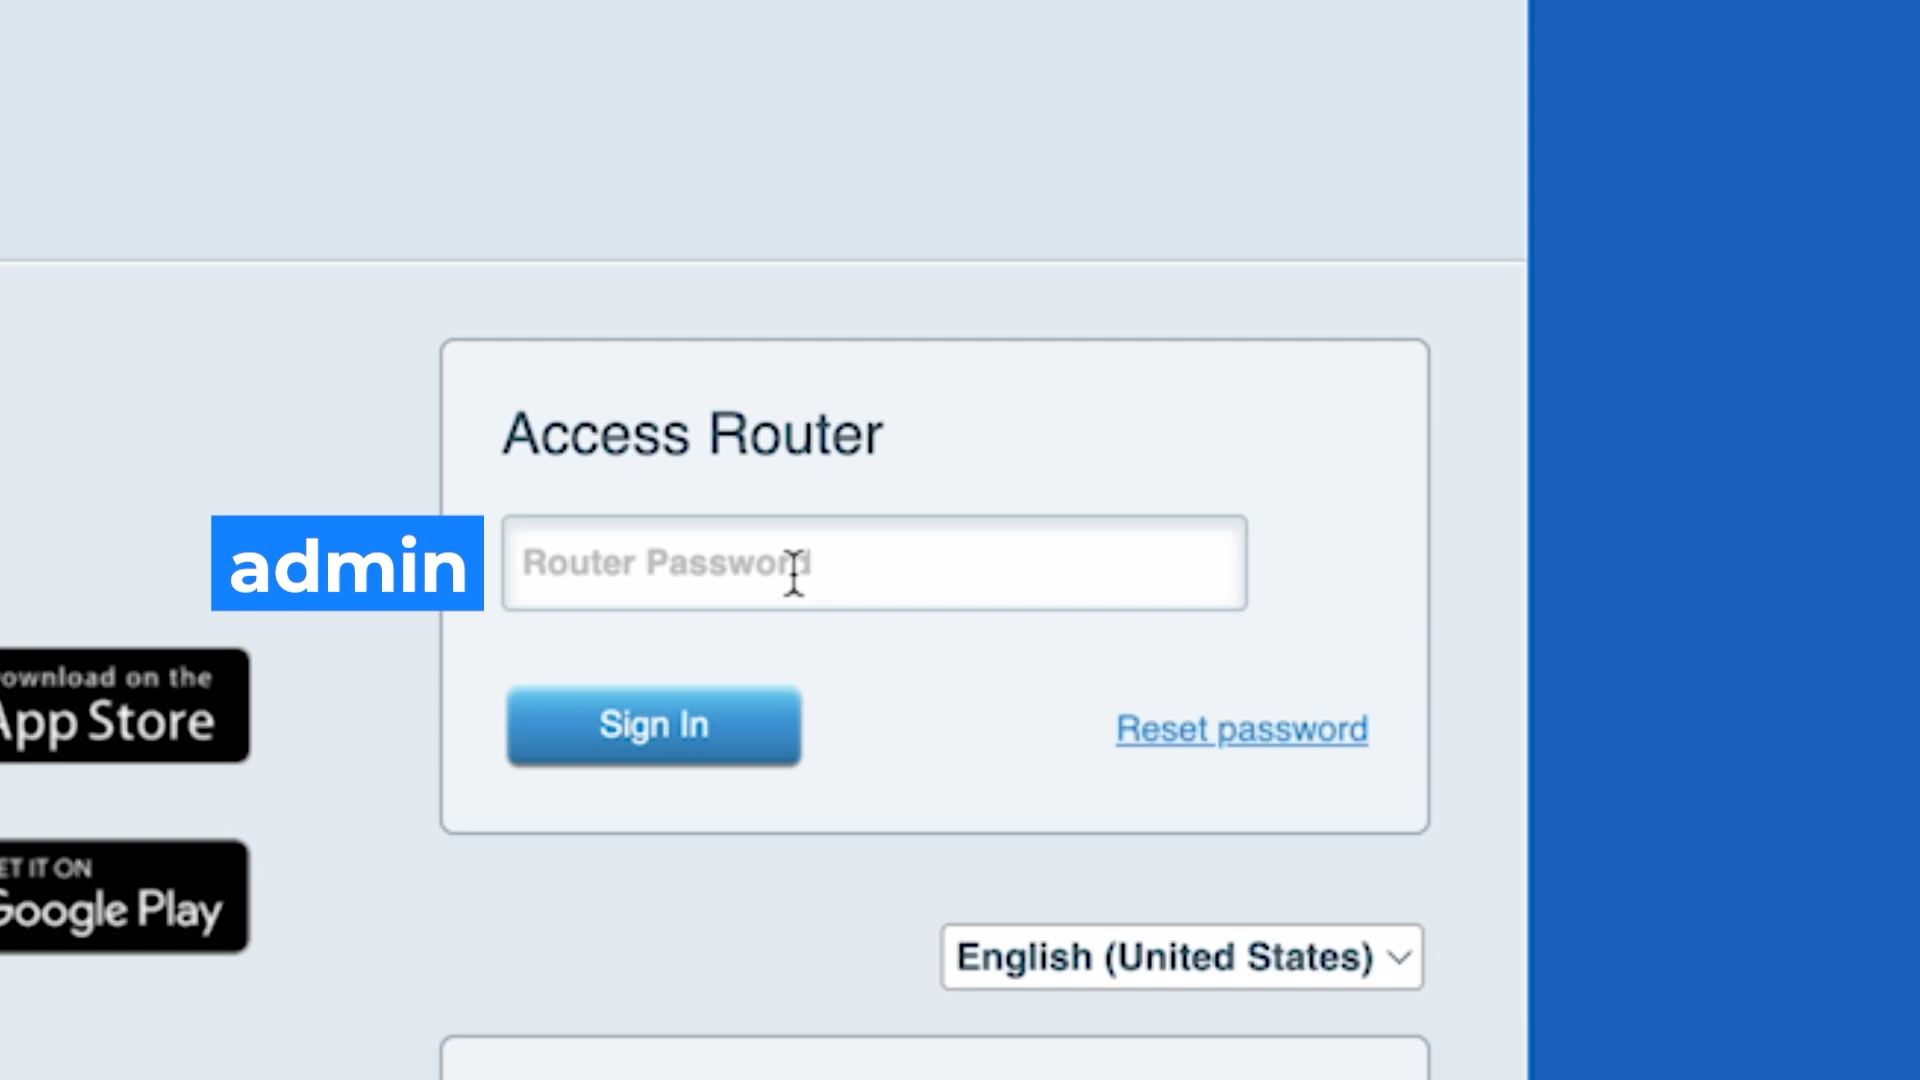 Access Router
admin
Router Password
Sign In
Reset password
ownload on the
App Store
ET IT ON
Google Play
English (United States)